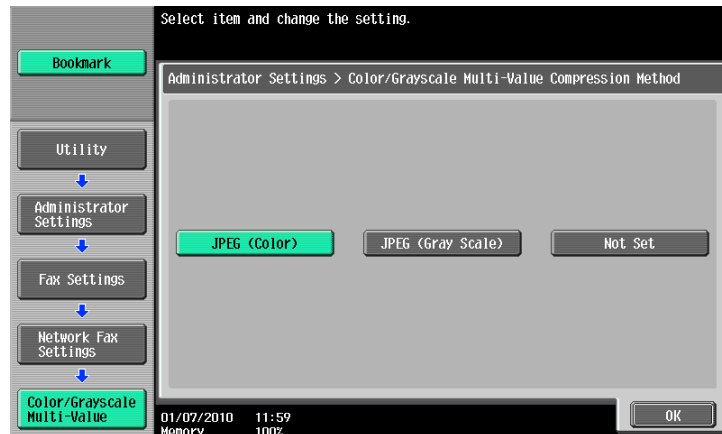 Select item and change the setting.
Bookmark
Administrator Settings > Color/Grayscale Multi-Value Compression Method
Utility
Administrator
Settings
Fax Settings
Network Fax
Settings
Color/Grayscale
Multi-Value
JPEG (Color)
JPEG (Gray Scale)
Not Set
01/07/2010 11:59
Memory 100%
OK